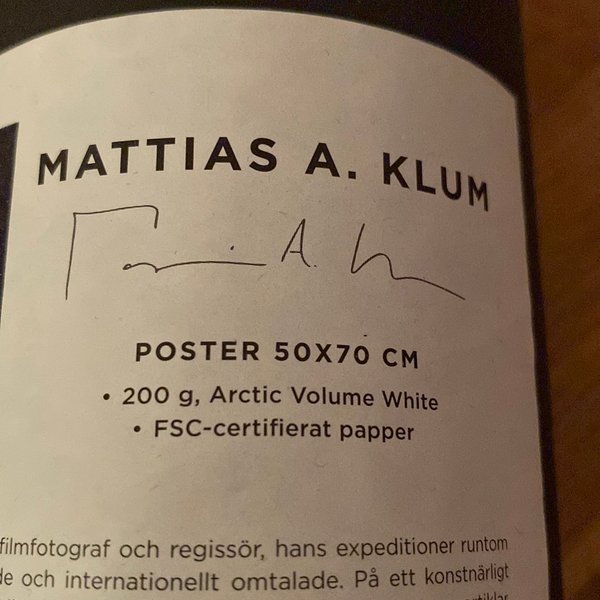 MATTIAS A. KLUM
A.
POSTER 50X70 CM
• 200 g, Arctic Volume White
• FSC-certifierat papper
filmfotograf och regissör, hans expeditioner runtom
de och internationellt omtalade. På ett konstnärligt